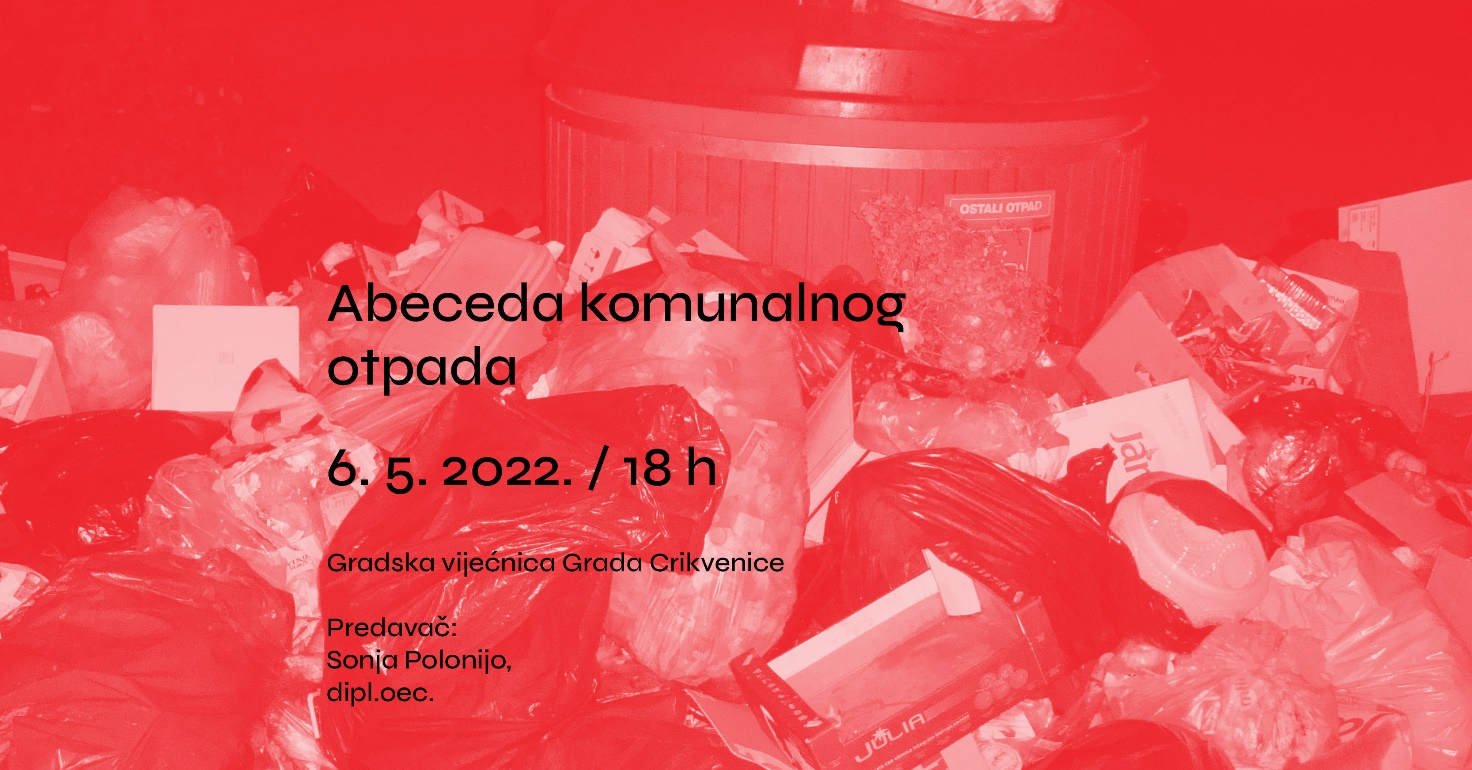 OSTALI OTPAD
Abeceda komunalnog
otpada
6. 5. 2022. / 18 h
Gradska vijećnica Grada Crikvenice
Predavač:
Sonja Polonijo,
dipl.oec.
JULIA